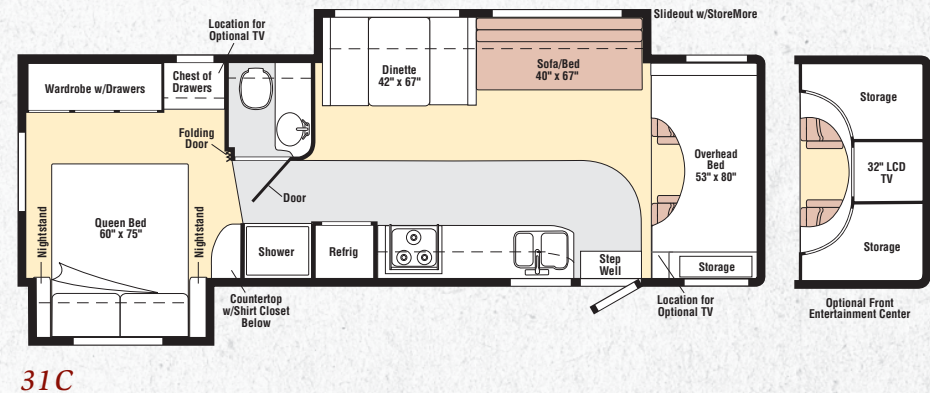 Slideout w/StoreMore
Location for
Optional TV
Wardrobe w/Drawers
Chest of
Drawers
Dinette
42" x 67"
Sofa/Bed
40" x 67"
Folding
Door
Door
Overhead
Bed
53" x 80"
Storage
32" LCD
TV
Storage
Nightstand
Queen Bed
60" x 75"
Nightstand
Shower
Refrig
Step
Well
Storage
Countertop
w/Shirt Closet
Below
Location for
Optional TV
Optional Front
Entertainment Center
31C